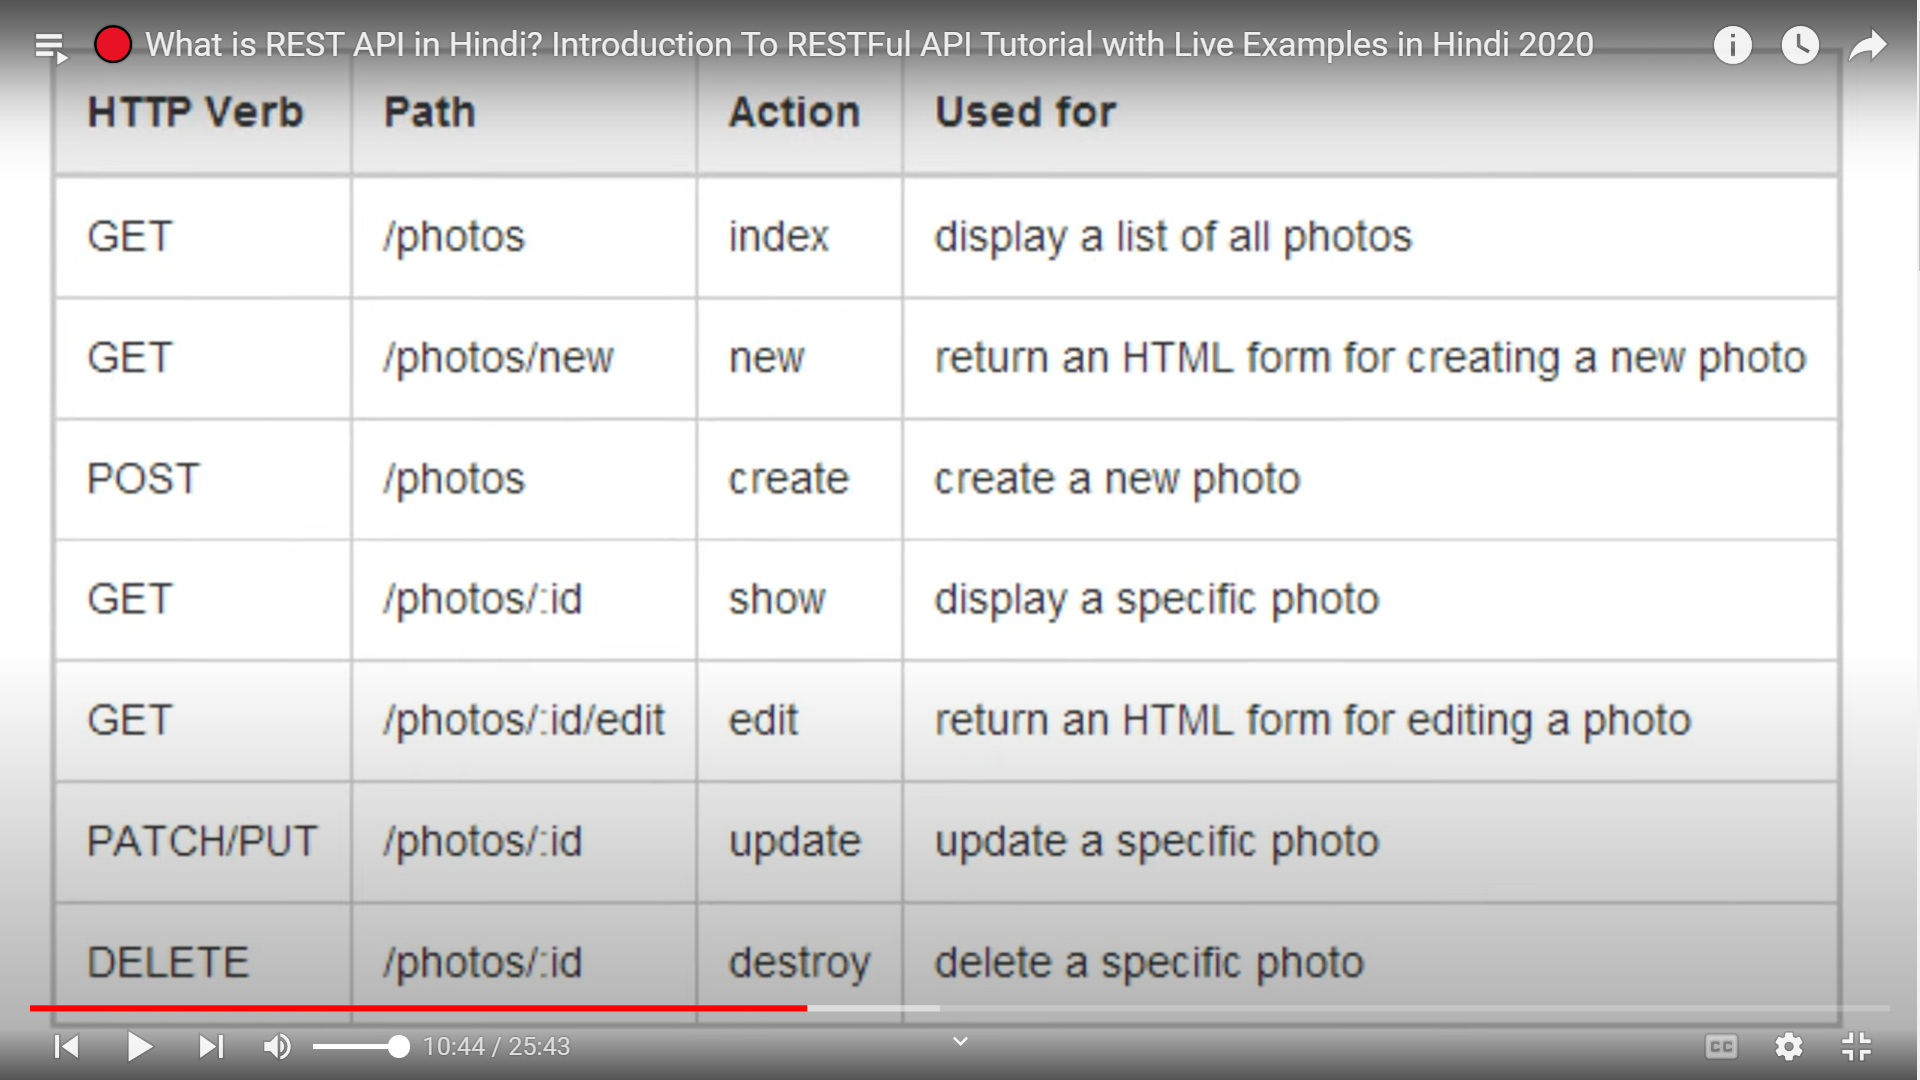 What is REST API in Hindi? Introduction To RESTFul API Tutorial with Live Examples in Hindi 2020
HTTP Verb Path Action Used for
GET /photos index display a list of all photos
GET /photos/new new return an HTML form for creating a new photo
POST /photos create create a new photo
GET /photos/:id show display a specific photo
GET /photos/:id/edit edit return an HTML form for editing a photo
PATCH/PUT /photos/:id update update a specific photo
DELETE /photos/:id destroy delete a specific photo
10:44 / 25:43 CC